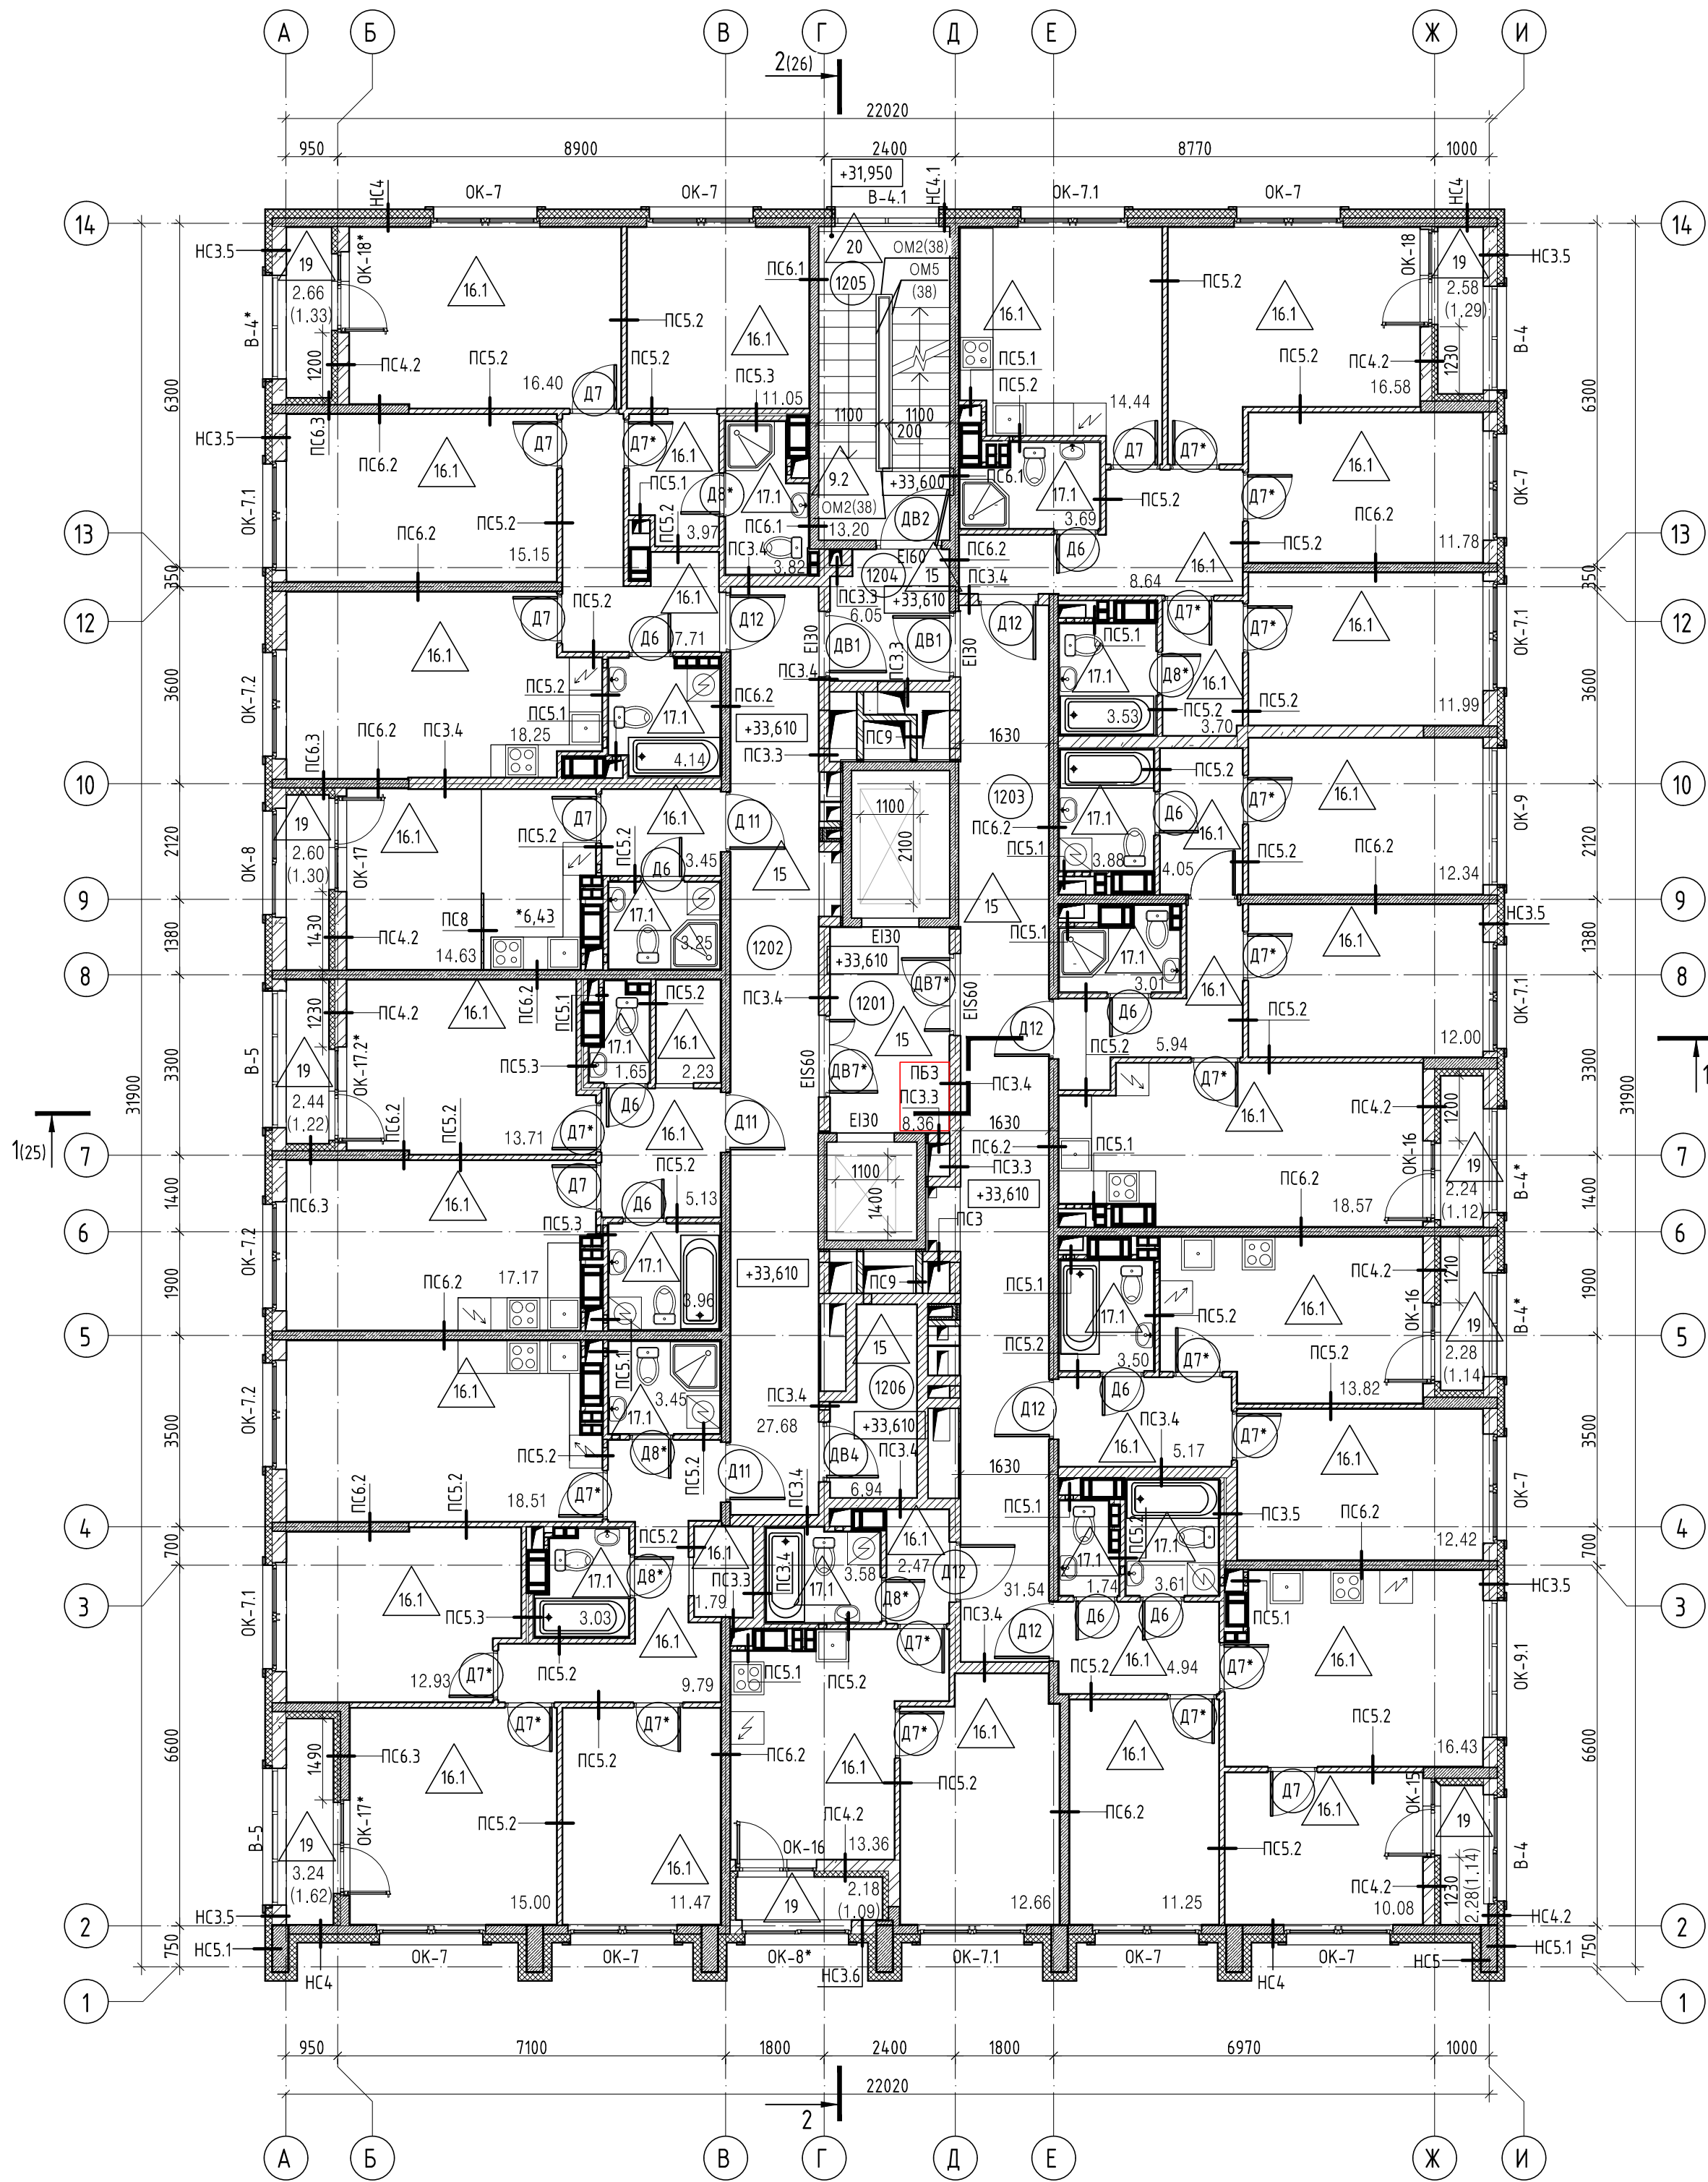 А Б В Г Д Е Ж И
2(26)
22020
950 8900 2400 8770 1000
+31,950
НС4 ОК-7 ОК-7 В-4.1 НС4.1 ОК-7.1 ОК-7 НС4
14 14
НС3.5 19 ОК-18* 20 ОМ2(38) ОК-18 19 НС3.5
2.66 16.1 ПС6.1 1205 ОМ5 ПС5.2 16.1 2.58
(1.33) (38) (1.29)
В-4* ПС5.2 16.1 16.1 В-4
1200 ПС4.2 ПС5.2 ПС5.2 ПС5.1 ПС5.2 ПС4.2 1230
16.40 ПС5.3 ПС5.2 16.58
6300 Д7 11.05 14.44 6300
НС3.5 ПС6.3 1100 1100
200
ПС6.2 Д7 Д7* 16.1 Д7 Д7* 16.1
16.1 ПС5.1 Д8* 17.1 9.2 +33,600 ПС6.1 17.1 Д7* ОК-7
ОК-7.1 ПС5.2 ПС5.2 ОМ2(38) ДВ2 ПС5.2
13 ПС6.2 3.97 ПС6.1 13.20 3.69 ПС6.2 13
15.15 ПС3.4 3.82 EI60 ПС6.2 Д6 ПС5.2 11.78
350 1204 15 ПС3.4 8.64 16.1 350
12 Д7 ПС5.2 16.1 Д12 ПС3.3 +33,610 Д12 Д7* Д7* 16.1 12
16.1 Д6 7.71 6.05 ПС5.1
EI30 ДВ1 ДВ1 EI30 ОК-7.1
3600 ПС5.2 17.1 ПС3.4 ПС3.3 17.1 Д8* 16.1 3600
ОК-7.2 ПС5.1 ПС6.2 ПС5.2 ПС5.2 11.99
ПС6.3 ПС6.2 ПС3.4 18.25 +33,610 ПС9 1630 3.53 3.70
4.14 ПС3.3 ПС5.2
10 10
19 16.1 Д7 16.1 Д11 1100 1203 17.1 Д6 Д7* 16.1 ОК-9
ОК-8 2.60 ОК-17 ПС5.2 ПС5.2 2100 ПС6.2 16.1
2120 (1.30) Д6 3.45 15 ПС5.1 3.88 4.05 ПС5.2 ПС6.2 2120
12.34
9 ПС8 *6,43 17.1 15 9
1430 ПС4.2 3.25 EI30 ПС5.1 17.1 Д7* 16.1 НС3.5
1380 14.63 1202 +33,610 1380
8 ДВ7* 3.01 16.1 8
1230 ПС4.2 16.1 ПС6.2 ПС5.1 ПС5.2 ПС3.4 1201 EIS60 Д12 Д6 ПС5.2 ОК-7.1
В-5 ОК-17.2* 17.1 16.1 15 5.94 12.00
3300 19 ПС5.3 1.65 2.23 EIS60 ДВ7* ПБ3 ПС3.4 ПС5.2 Д7* 3300
2.44 ПС6.2 ПС5.2 Д6 ПС3.3 16.1 ПС4.2 1200
31900 (1.22) 13.71 Д7* 16.1 Д11 EI30 8.36 1630 31900
1(25) 1
7 ПС6.2 ПС5.1 ОК-16 19 7
ПС6.3 16.1 Д7 ПС5.2 1100 ПС3.3 В-4*
1400 Д6 5.13 1400 +33,610 ПС6.2 2.24 1400
6 ПС5.3 ПС3 18.57 (1.12) 6
ОК-7.2 17.1 ПС4.2 1210
1900 ПС6.2 17.17 3.96 +33,610 ПС9 ПС5.1 17.1 16.1 ОК-16 19 1900
ПС5.2 В-4*
5 ПС5.2 Д7* ПС5.2 2.28 5
16.1 ПС5.1 15 3.50 (1.14)
ОК-7.2 17.1 3.45 ПС3.4 1206 Д6 13.82
3500 ПС5.2 Д8* ПС5.2 27.68 +33,610 Д12 ПС3.4 Д7* 3500
ПС6.2 ПС5.2 Д11 ДВ4 ПС3.4 16.1 5.17 16.1 ОК-7
18.51 Д7* ПС3.4 6.94 1630 ПС5.1
4 ПС5.2 16.1 16.1 ПС5.2 ПС3.5 ПС6.2 4
700 16.1 17.1 Д8* ПС3.3 ПС3.4 17.1 3.58 2.47 Д12 17.1 17.1 12.42 700
3 ОК-7.1 ПС5.3 3.03 1.79 Д8* 31.54 1.74 3.61 НС3.5 3
ПС5.2 16.1 ПС3.4 Д12 Д6 Д6 ПС5.1
12.93 Д7* 9.79 ПС5.1 ПС5.2 Д7* ПС5.2 16.1 4.94 Д7* 16.1 ОК-9.1
Д7* ПС5.2 Д7* Д7* 16.1 Д7* ПС5.2
6600 1490 ПС6.3 16.1 ПС6.2 16.1 16.1 16.43 6600
ПС5.2 Д7 16.1 ОК-15
В-5 19 ОК-17* ПС5.2 16.1 ПС4.2 ПС6.2 ПС5.2 19 В-4
3.24 ОК-16 13.36 ПС4.2 1230
(1.62) 15.00 11.47 19 2.18 12.66 11.25 10.08 2.28(1.14)
НС3.5 (1.09) НС4.2
2 2
750 НС5.1 НС4 ОК-7 ОК-7 ОК-8* НС3.6 ОК-7.1 ОК-7 НС4 ОК-7 НС5 НС5.1 750
1 1
950 7100 1800 2400 1800 6970 1000
22020
2
А Б В Г Д Е Ж И